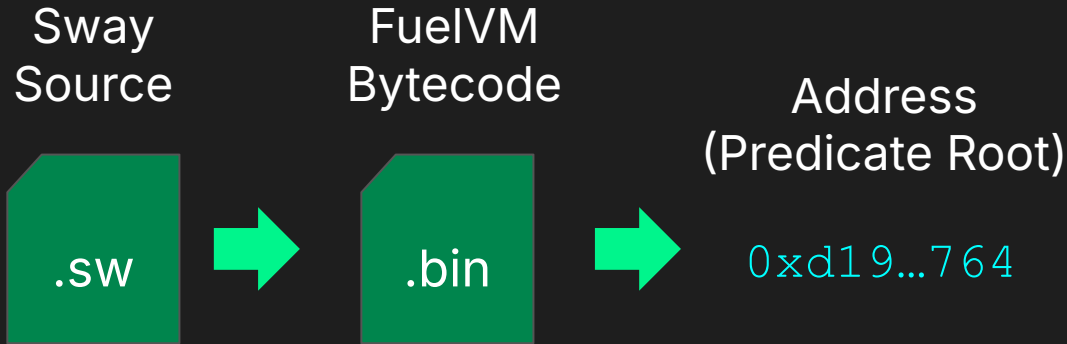 Sway
Source
.sw
FuelVM
Bytecode
.bin
Address
(Predicate Root)
0xd19…764